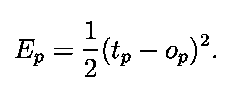 $E_p = \frac{1}{2}(t_p - o_p)^2.$